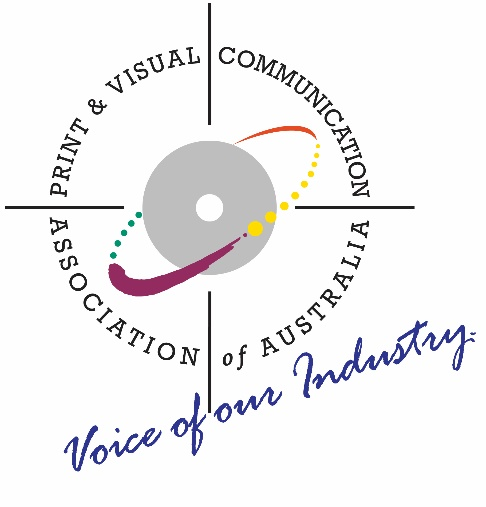 PRINT & VISUAL COMMUNICATION
ASSOCIATION of AUSTRALIA
Voice of our Industry.